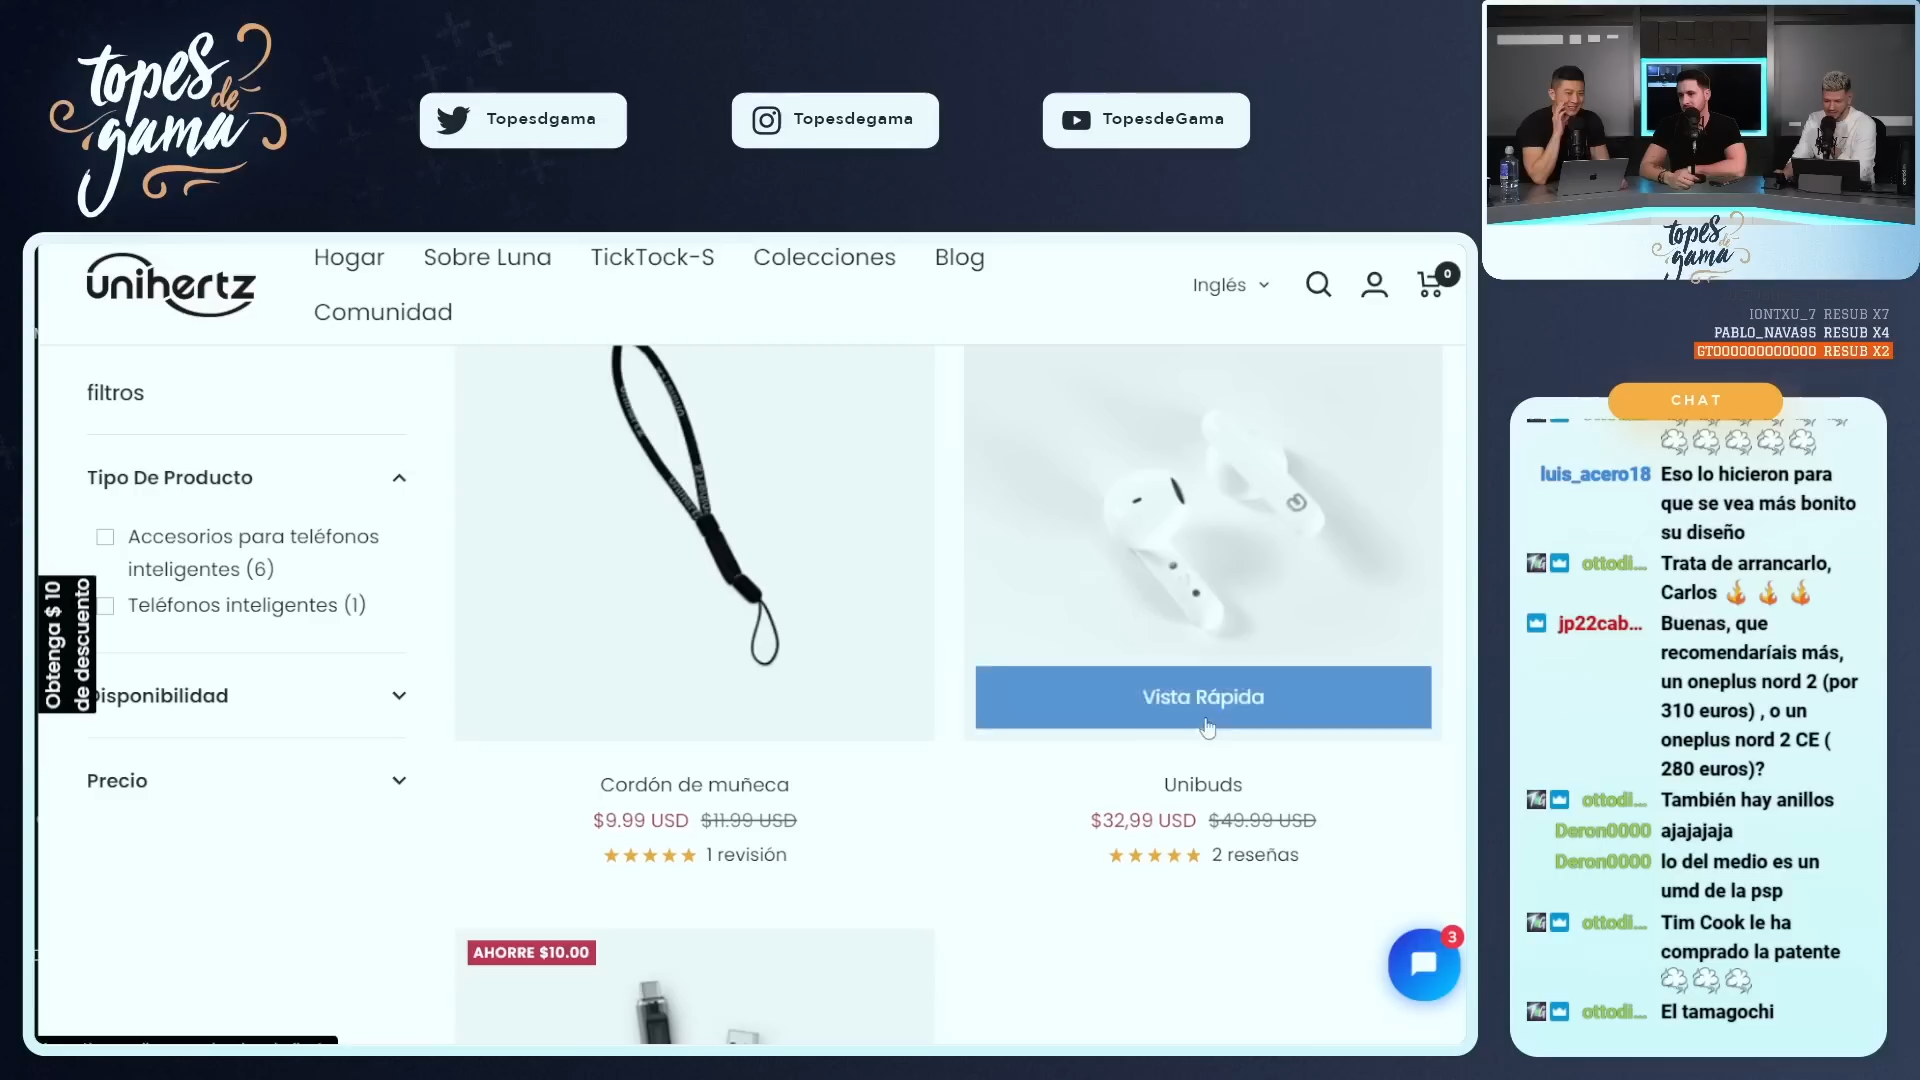 topes
de
gama
Topesdgama
Topesdegama
TopesdeGama
topes
de
gama
unihertz
Hogar
Sobre Luna
TickTock-S
Colecciones
Blog
Comunidad
Inglés
0
IONTXU_7 RESUB X7
PABLO_NAVA95 RESUB X4
GTO00000000000 RESUB X2
filtros
Tipo De Producto
Accesorios para teléfonos
inteligentes (6)
Teléfonos inteligentes (1)
Obtenga $ 10
de descuento
Disponibilidad
Precio
Vista Rápida
Cordón de muñeca
$9.99 USD $11.99 USD
1 revisión
Unibuds
$32,99 USD $49.99 USD
2 reseñas
AHORRE $10.00
3
CHAT
luis_acero18 Eso lo hicieron para
que se vea más bonito
su diseño
ottodi... Trata de arrancarlo,
Carlos
jp22cab... Buenas, que
recomendaríais más,
un oneplus nord 2 (por
310 euros) , o un
oneplus nord 2 CE (
280 euros)?
ottodi... También hay anillos
Deron0000 ajajajaja
Deron0000 lo del medio es un
umd de la psp
ottodi... Tim Cook le ha
comprado la patente
ottodi... El tamagochi